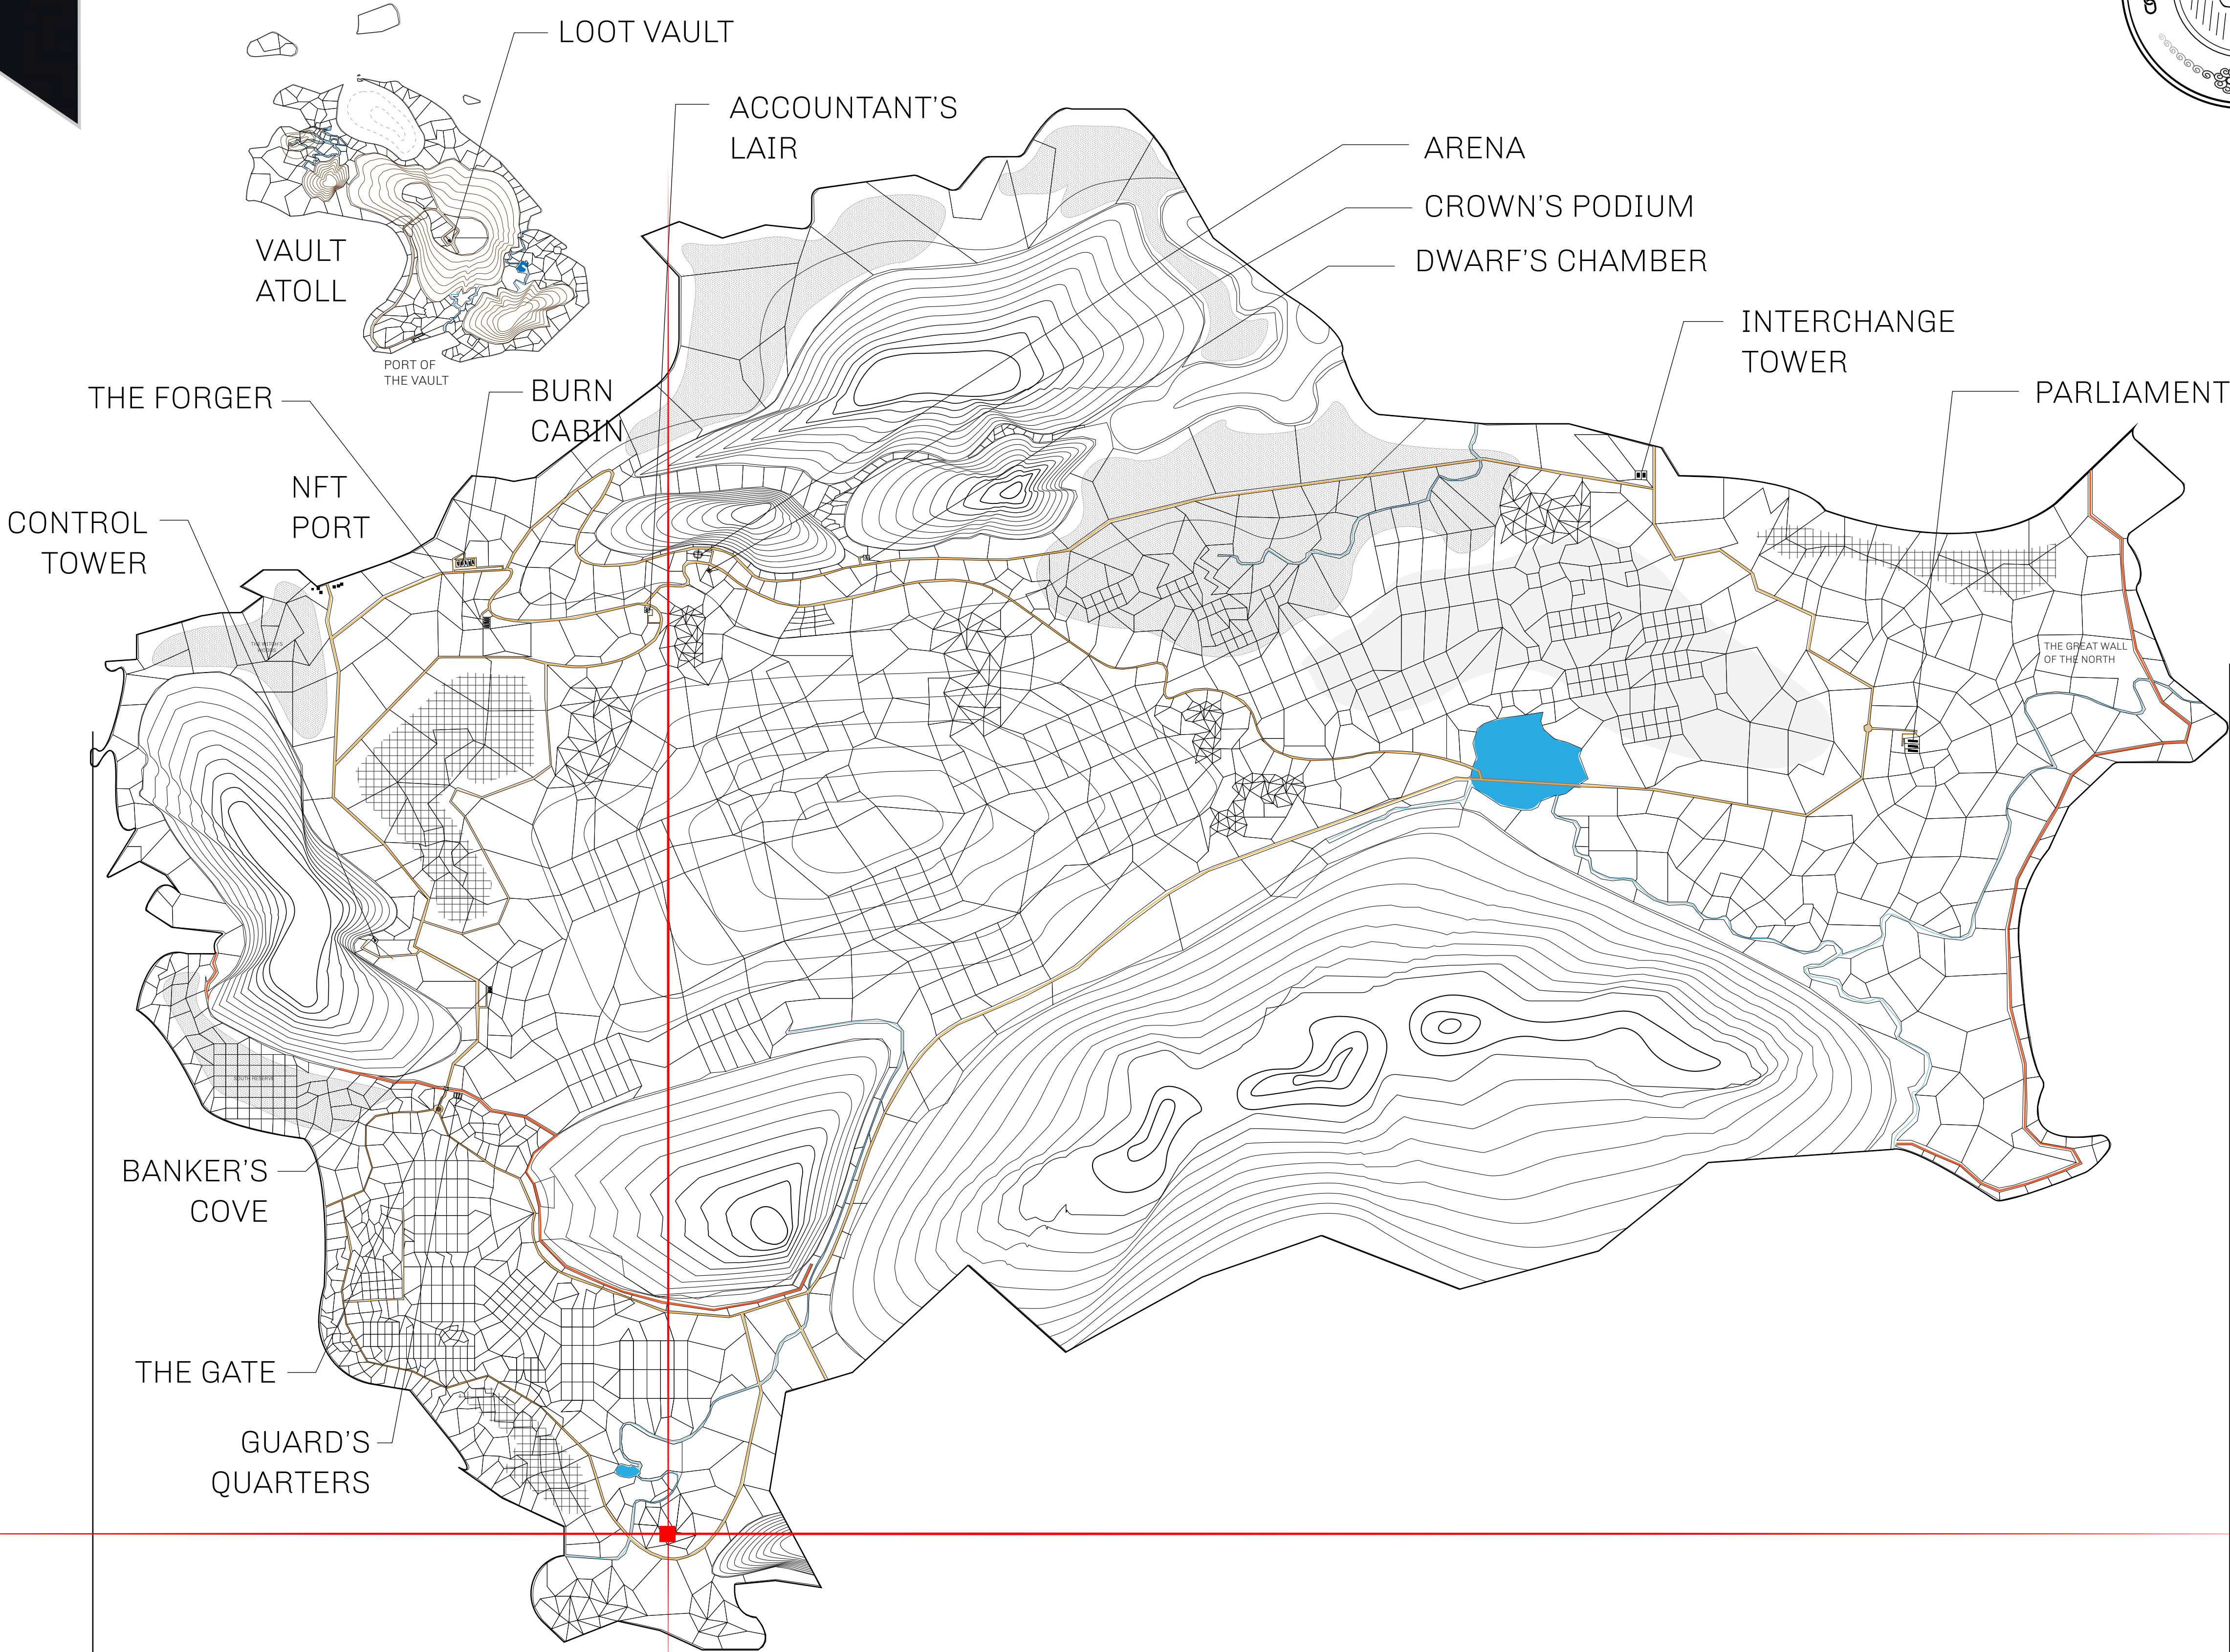 LOOT VAULT
ACCOUNTANT'S
LAIR
ARENA
CROWN'S PODIUM
DWARF'S CHAMBER
VAULT
ATOLL
INTERCHANGE
TOWER
PORT OF
THE VAULT
THE FORGER
BURN
CABIN
PARLIAMENT
NFT
PORT
CONTROL
TOWER
THE GREAT WALL
OF THE NORTH
SOUTH RESERVE
BANKER'S
COVE
THE GATE
GUARD'S
QUARTERS